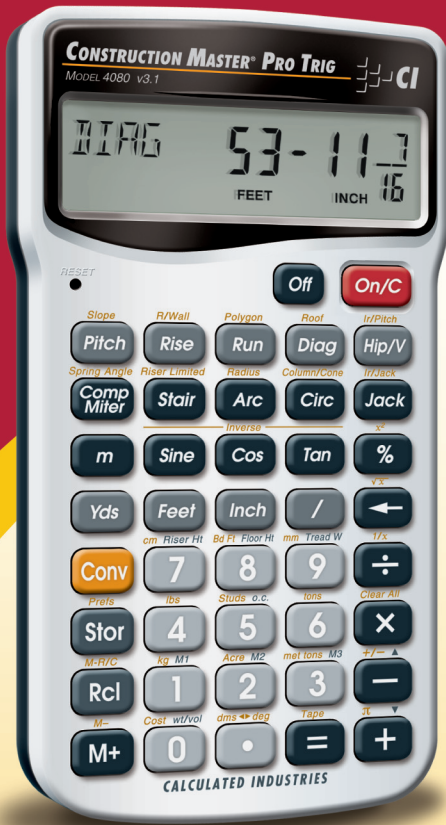 CONSTRUCTION MASTER® PRO TRIG
MODEL 4080 v3.1 CI
DIAG 53-11 7/16
FEET INCH
RESET
Off On/C
Slope R/Wall Polygon Roof Ir/Pitch
Pitch Rise Run Diag Hip/V
Spring Angle Riser Limited Radius Column/Cone Ir/Jack
Comp Miter Stair Arc Circ Jack
Inverse x²
m Sine Cos Tan %
√x
Yds Feet Inch / ←
cm Riser Ht Bd Ft Floor Ht mm Tread W 1/x
Conv 7 8 9 ÷
Prefs lbs Studs o.c. tons Clear All
Stor 4 5 6 ×
M-R/C kg M1 Acre M2 met tons M3 +/− ▲
Rcl 1 2 3 −
M− Cost wt/vol dms◄►deg Tape π ▼
M+ 0 • = +
CALCULATED INDUSTRIES